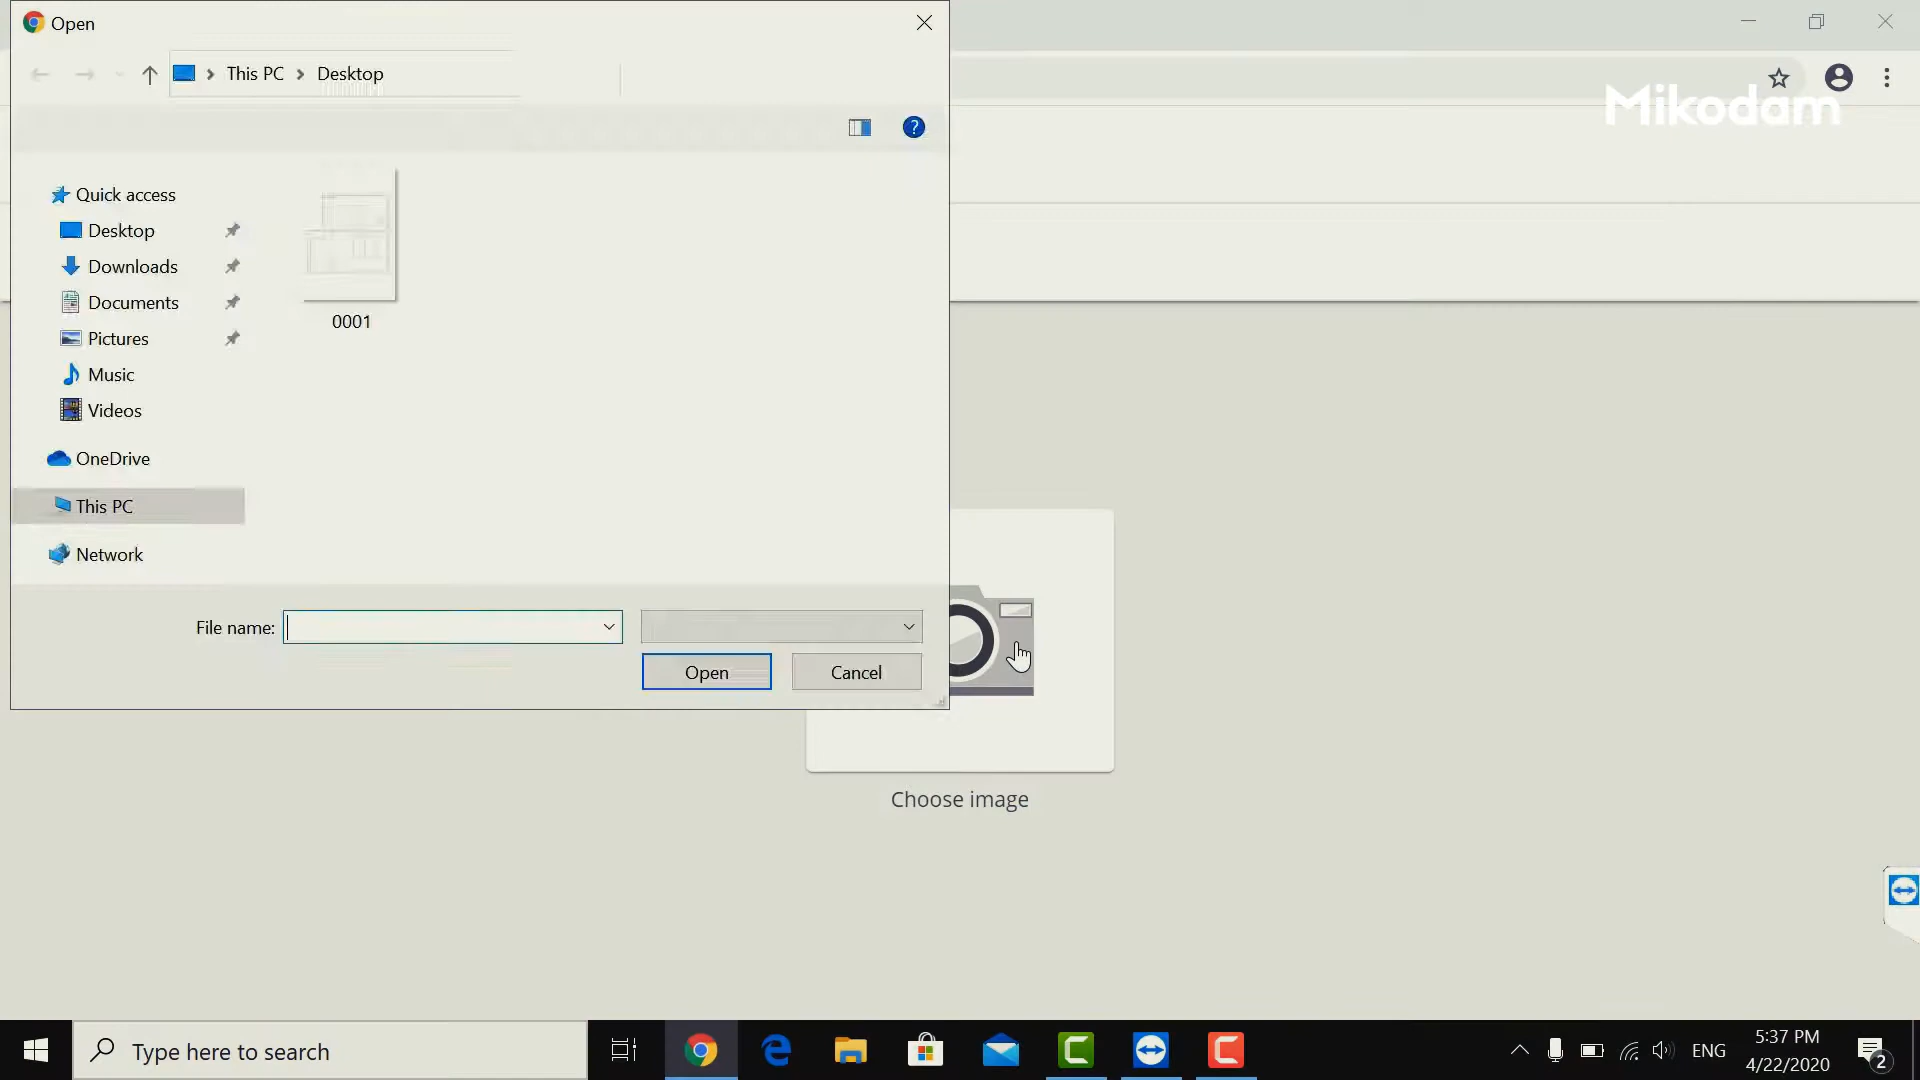 Open
This PC
Desktop
Mikodam
?
Quick access
Desktop
Downloads
Documents
Pictures
Music
Videos
OneDrive
This PC
Network
0001
File name:
Open
Cancel
Choose image
Type here to search
ENG
5:37 PM
4/22/2020
2